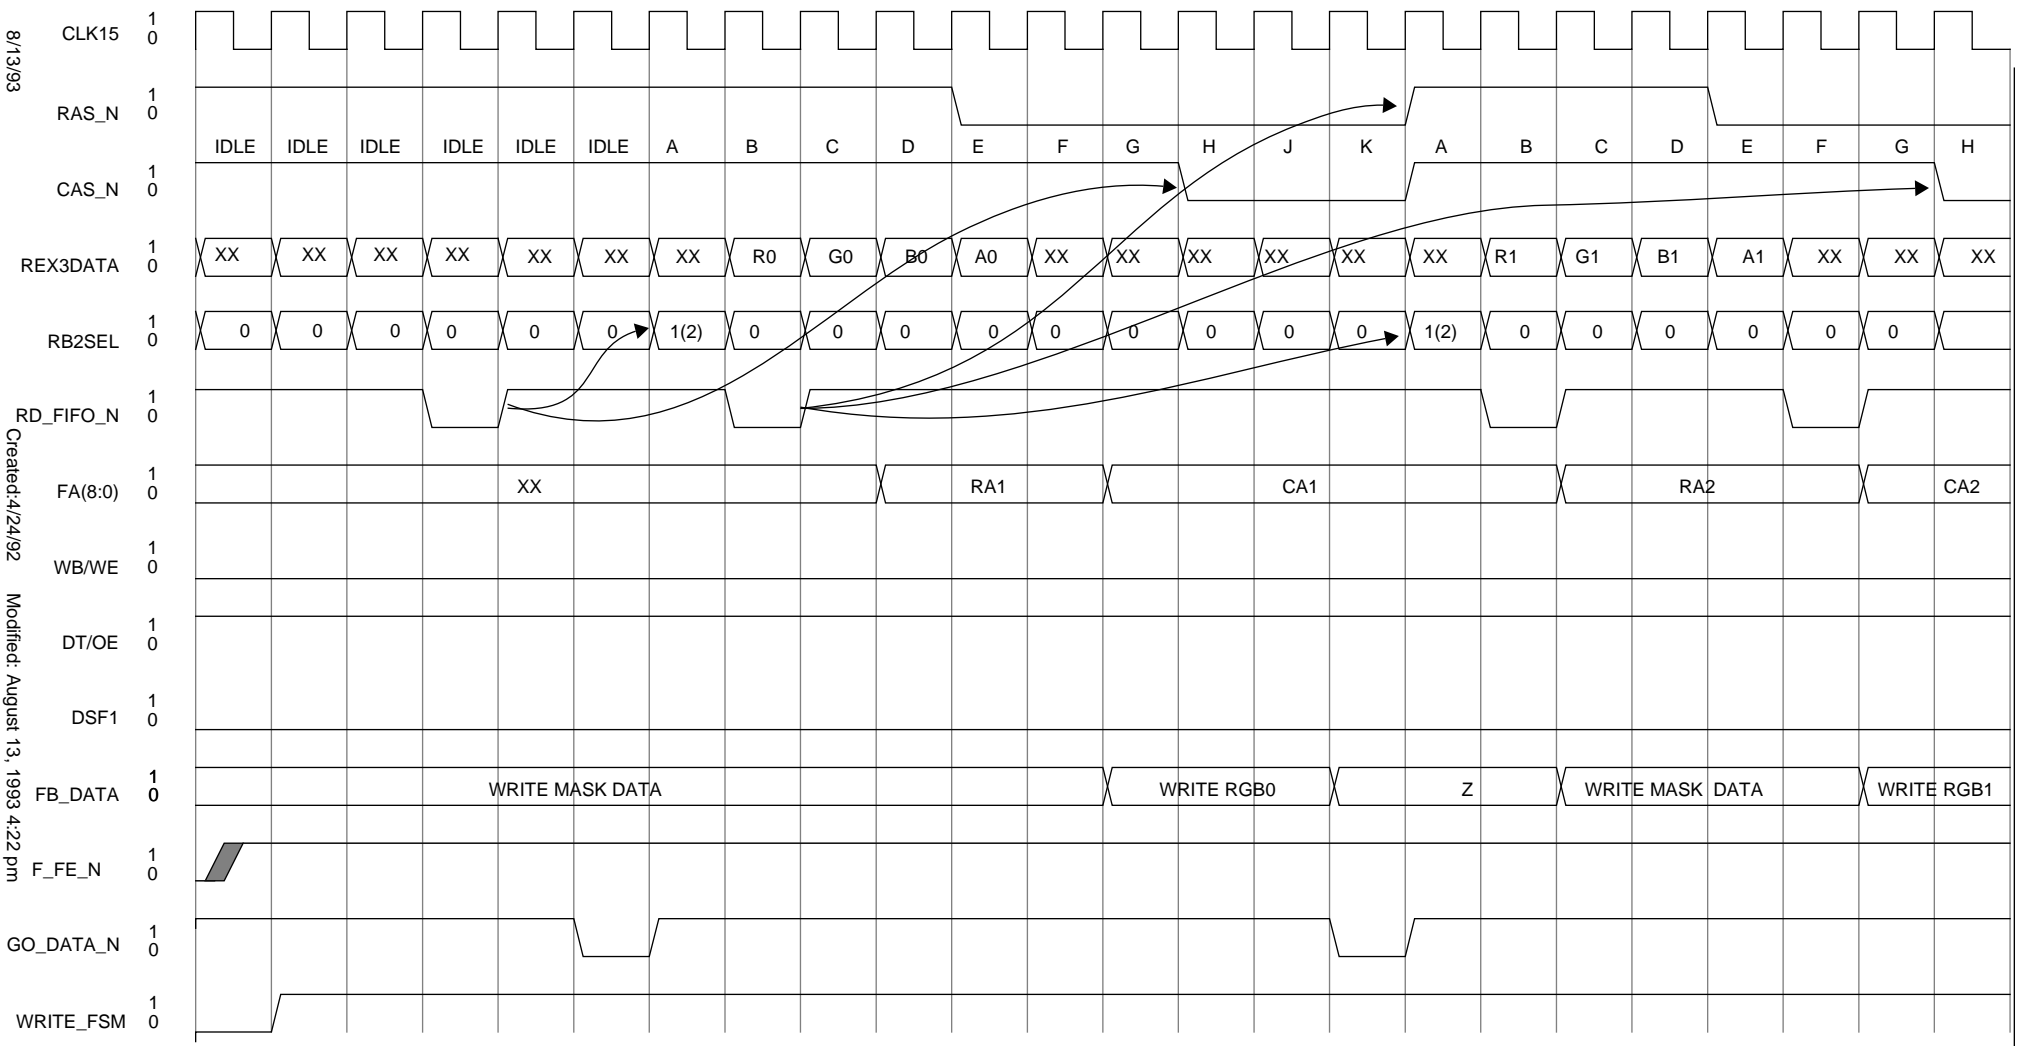 8/13/93
Created:4/24/92 Modified: August 13, 1993 4:22 pm
CLK15 1 0
RAS_N 1 0
IDLE IDLE IDLE IDLE IDLE IDLE A B C D E F G H J K A B C D E F G H
CAS_N 1 0
REX3DATA 1 0 XX XX XX XX XX XX XX R0 G0 B0 A0 XX XX XX XX XX XX R1 G1 B1 A1 XX XX XX
RB2SEL 1 0 0 0 0 0 0 0 1(2) 0 0 0 0 0 0 0 0 0 1(2) 0 0 0 0 0 0
RD_FIFO_N 1 0
FA(8:0) 1 0 XX RA1 CA1 RA2 CA2
WB/WE 1 0
DT/OE 1 0
DSF1 1 0
FB_DATA 1 0 WRITE MASK DATA WRITE RGB0 Z WRITE MASK DATA WRITE RGB1
F_FE_N 1 0
GO_DATA_N 1 0
WRITE_FSM 1 0